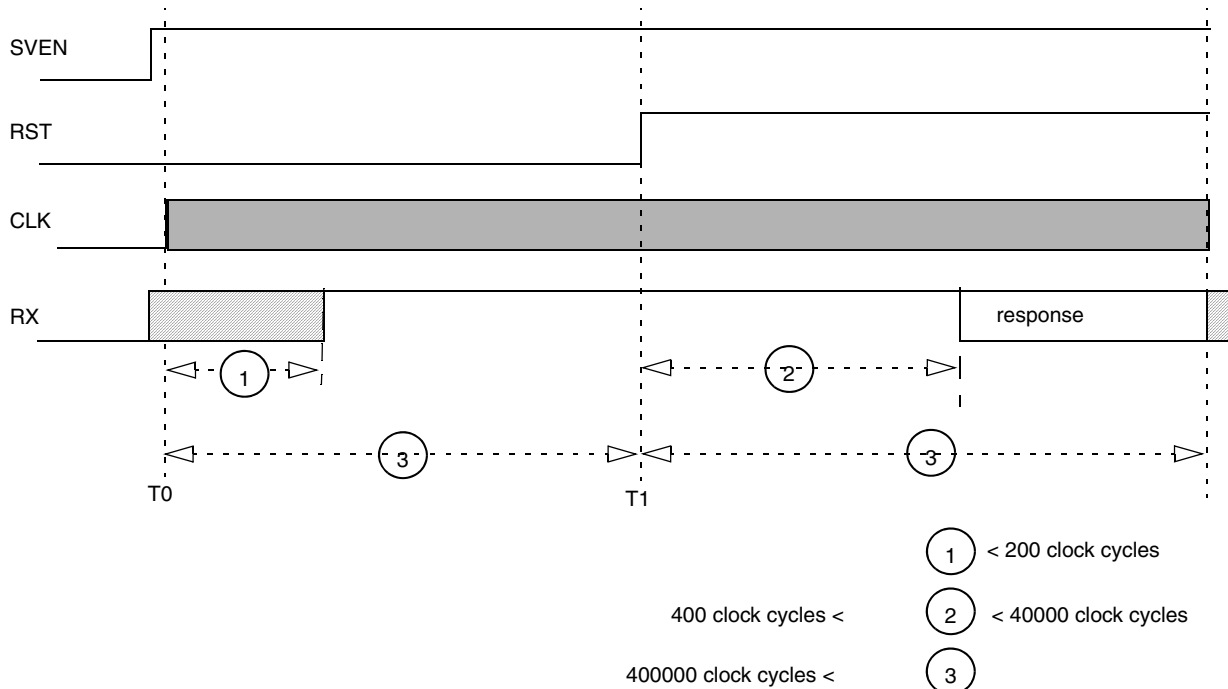 SVEN
RST
CLK
RX
response
1
2
3
3
T0
T1
1 < 200 clock cycles
400 clock cycles < 2 < 40000 clock cycles
400000 clock cycles < 3